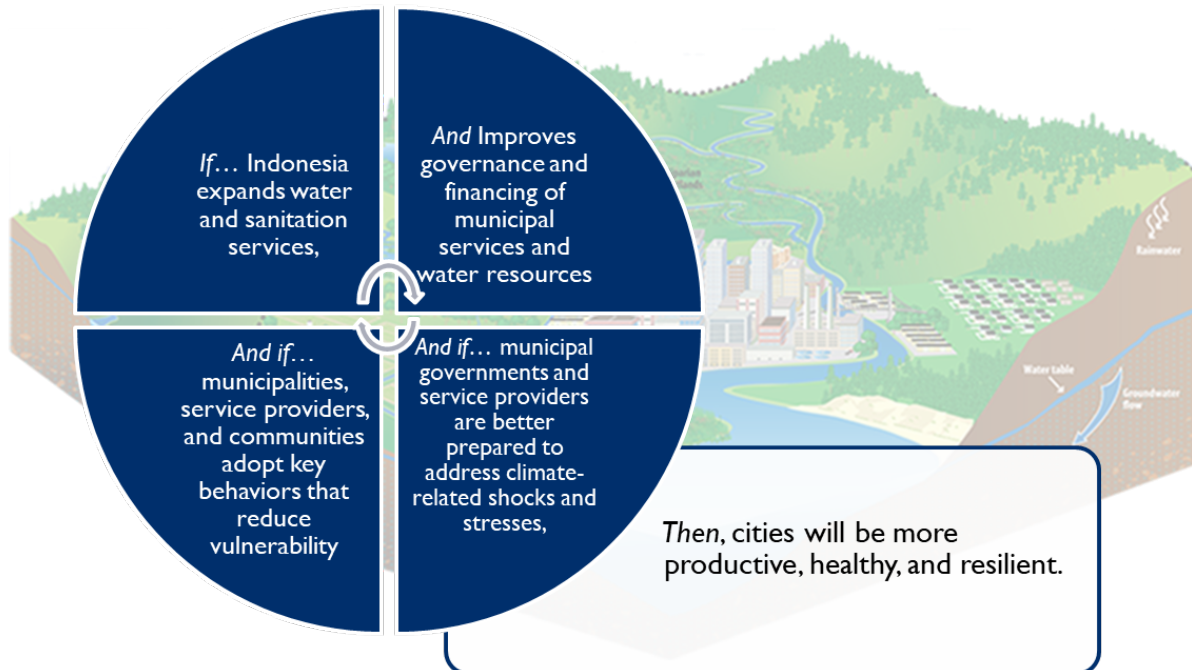 If… Indonesia
expands water
and sanitation
services,
And Improves
governance and
financing of
municipal
services and
water resources
And if… municipal
governments and
service providers
are better
prepared to
address climate-
related shocks and
stresses,
And if…
municipalities,
service providers,
and communities
adopt key
behaviors that
reduce
vulnerability
Then, cities will be more
productive, healthy, and resilient.
Rainwater
Water table
Groundwater
flow